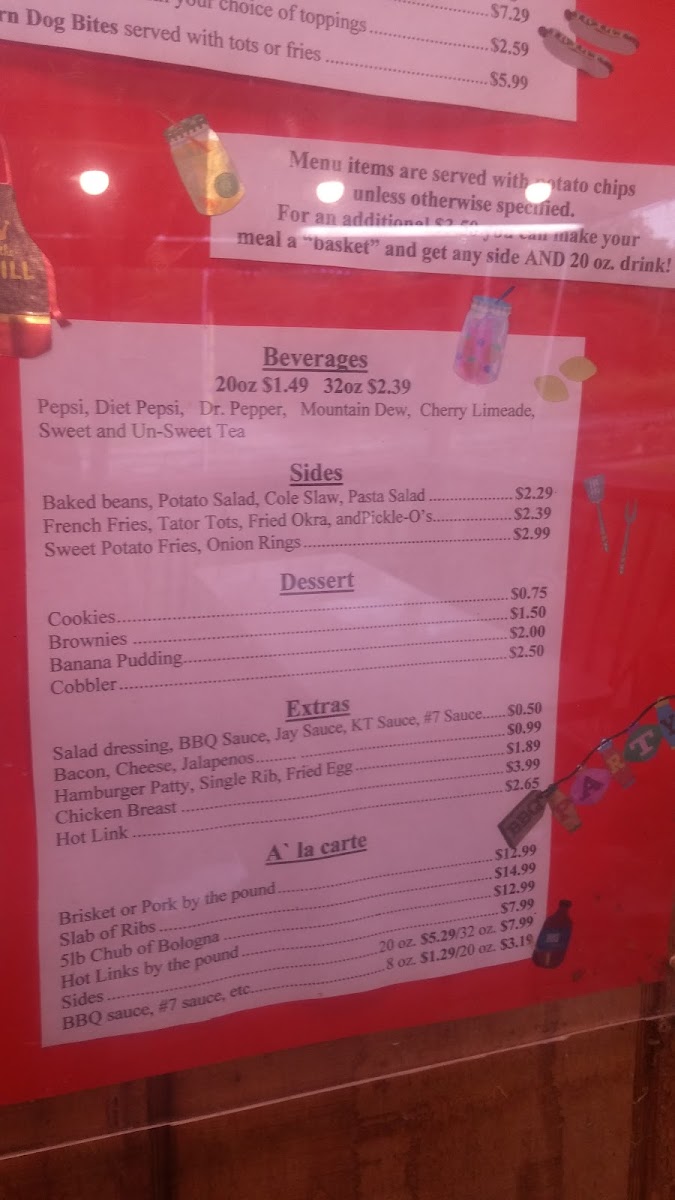 your choice of toppings ........ $7.29
$2.59
Dog Bites served with tots or fries ........ $5.99
Menu items are served with potato chips
unless otherwise specified.
For an additional you can make your
meal a "basket" and get any side AND 20 oz. drink!
ILL
Beverages
20oz $1.49 32oz $2.39
Pepsi, Diet Pepsi, Dr. Pepper, Mountain Dew, Cherry Limeade,
Sweet and Un-Sweet Tea
Sides
Baked beans, Potato Salad, Cole Slaw, Pasta Salad ........ $2.29
French Fries, Tator Tots, Fried Okra, andPickle-O's ........ $2.39
Sweet Potato Fries, Onion Rings ........ $2.99
Dessert
Cookies ........ $0.75
Brownies ........ $1.50
Banana Pudding ........ $2.00
Cobbler ........ $2.50
Extras
Salad dressing, BBQ Sauce, Jay Sauce, KT Sauce, #7 Sauce ...... $0.50
Bacon, Cheese, Jalapenos ........ $0.99
Hamburger Patty, Single Rib, Fried Egg ........ $1.89
Chicken Breast ........ $3.99
Hot Link ........ $2.65
A` la carte
Brisket or Pork by the pound ........ $12.99
Slab of Ribs ........ $14.99
5lb Chub of Bologna ........ $12.99
Hot Links by the pound ........ $7.99
Sides ........ 20 oz. $5.29/32 oz. $7.99
BBQ sauce, #7 sauce, etc ........ 8 oz. $1.29/20 oz. $3.19
BBQ
PARTY